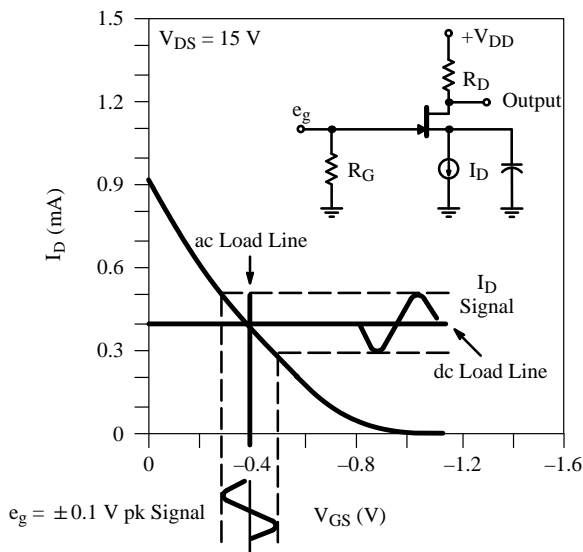 1.5
V_DS = 15 V
+V_DD
R_D
1.2
e_g
Output
R_G
I_D
0.9
I_D (mA)
ac Load Line
0.6
I_D
Signal
0.3
dc Load Line
0
0
–0.4
–0.8
–1.2
–1.6
e_g = ±0.1 V pk Signal
V_GS (V)